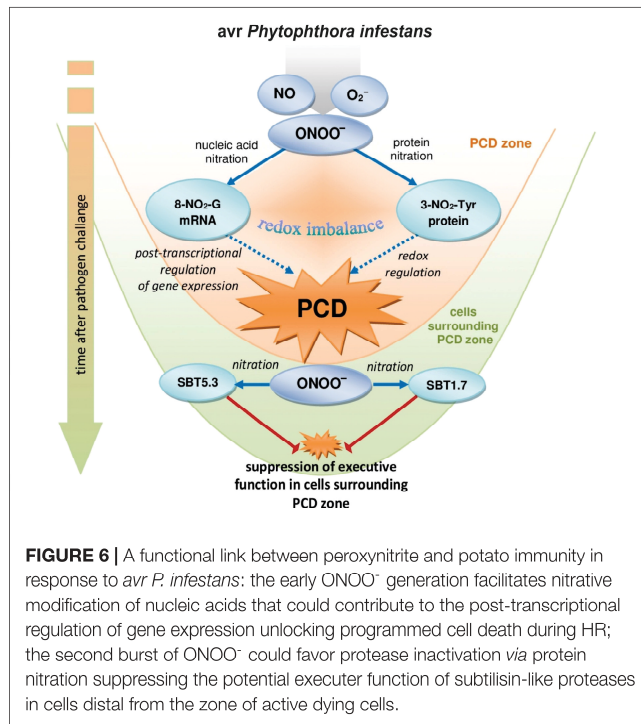 avr Phytophthora infestans
NO
O₂⁻
ONOO⁻
nucleic acid
nitration
protein
nitration
PCD zone
8-NO₂-G
mRNA
3-NO₂-Tyr
protein
redox imbalance
post-transcriptional
regulation
of gene expression
redox
regulation
PCD
cells
surrounding
PCD zone
time after pathogen challange
nitration
nitration
SBT5.3
ONOO⁻
SBT1.7
suppression of executive
function in cells surrounding
PCD zone
FIGURE 6 | A functional link between peroxynitrite and potato immunity in
response to avr P. infestans: the early ONOO⁻ generation facilitates nitrative
modification of nucleic acids that could contribute to the post-transcriptional
regulation of gene expression unlocking programmed cell death during HR;
the second burst of ONOO⁻ could favor protease inactivation via protein
nitration suppressing the potential executer function of subtilisin-like proteases
in cells distal from the zone of active dying cells.